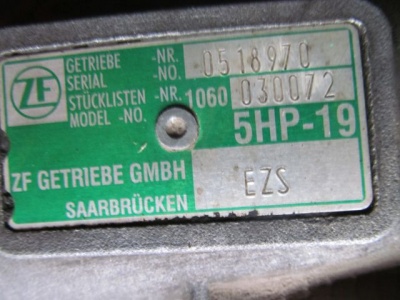 ZF
GETRIEBE -NR. 0518970
SERIAL -NO.
STÜCKLISTEN -NR. 1060 030072
MODEL -NO.
5HP-19
ZF GETRIEBE GMBH EZS
SAARBRÜCKEN